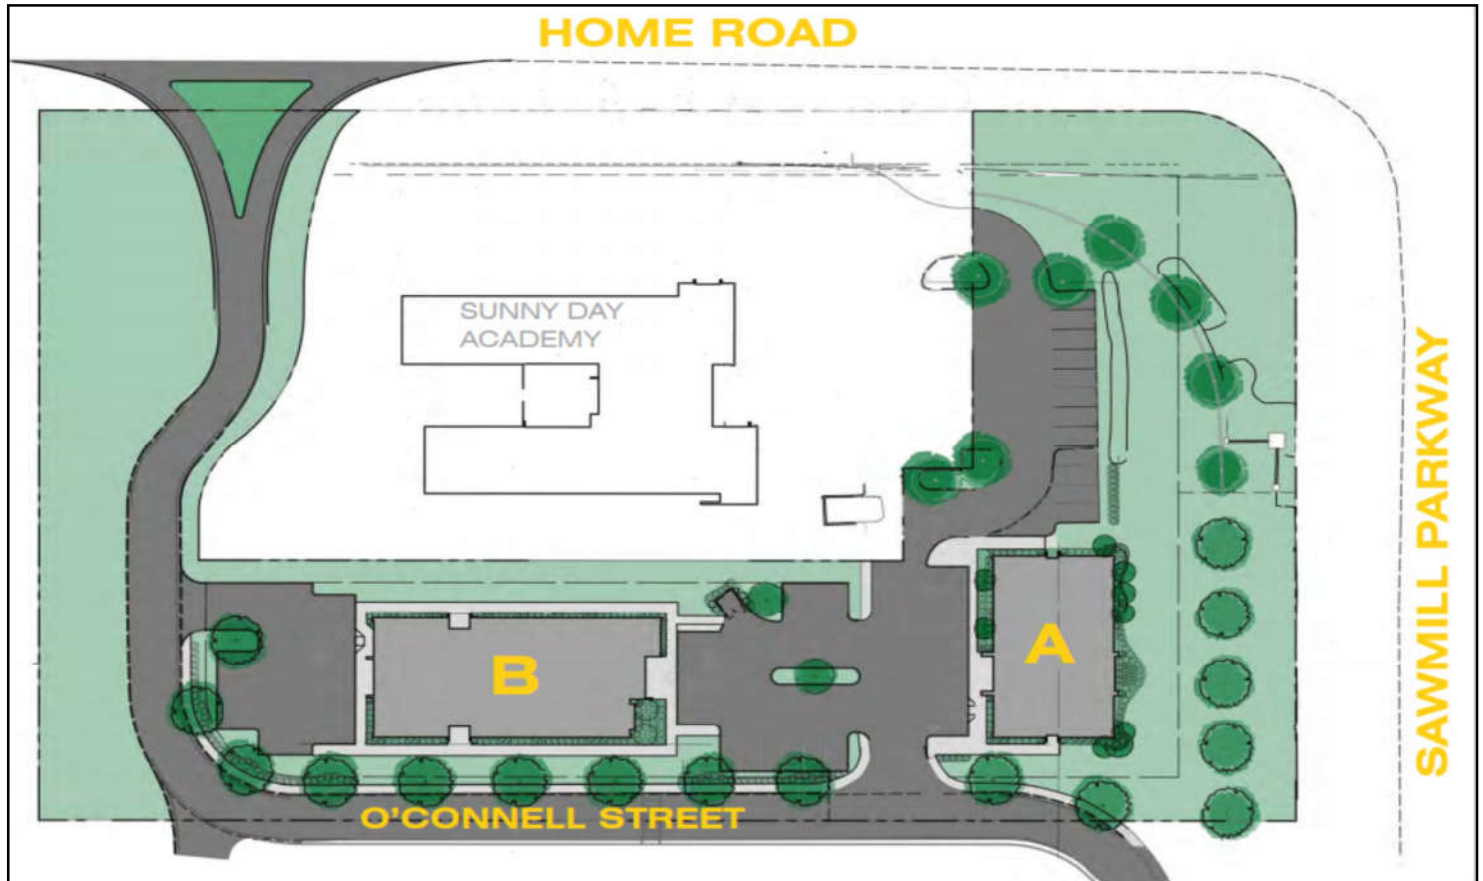 HOME ROAD
SUNNY DAY
ACADEMY
SAWMILL PARKWAY
A
B
O'CONNELL STREET